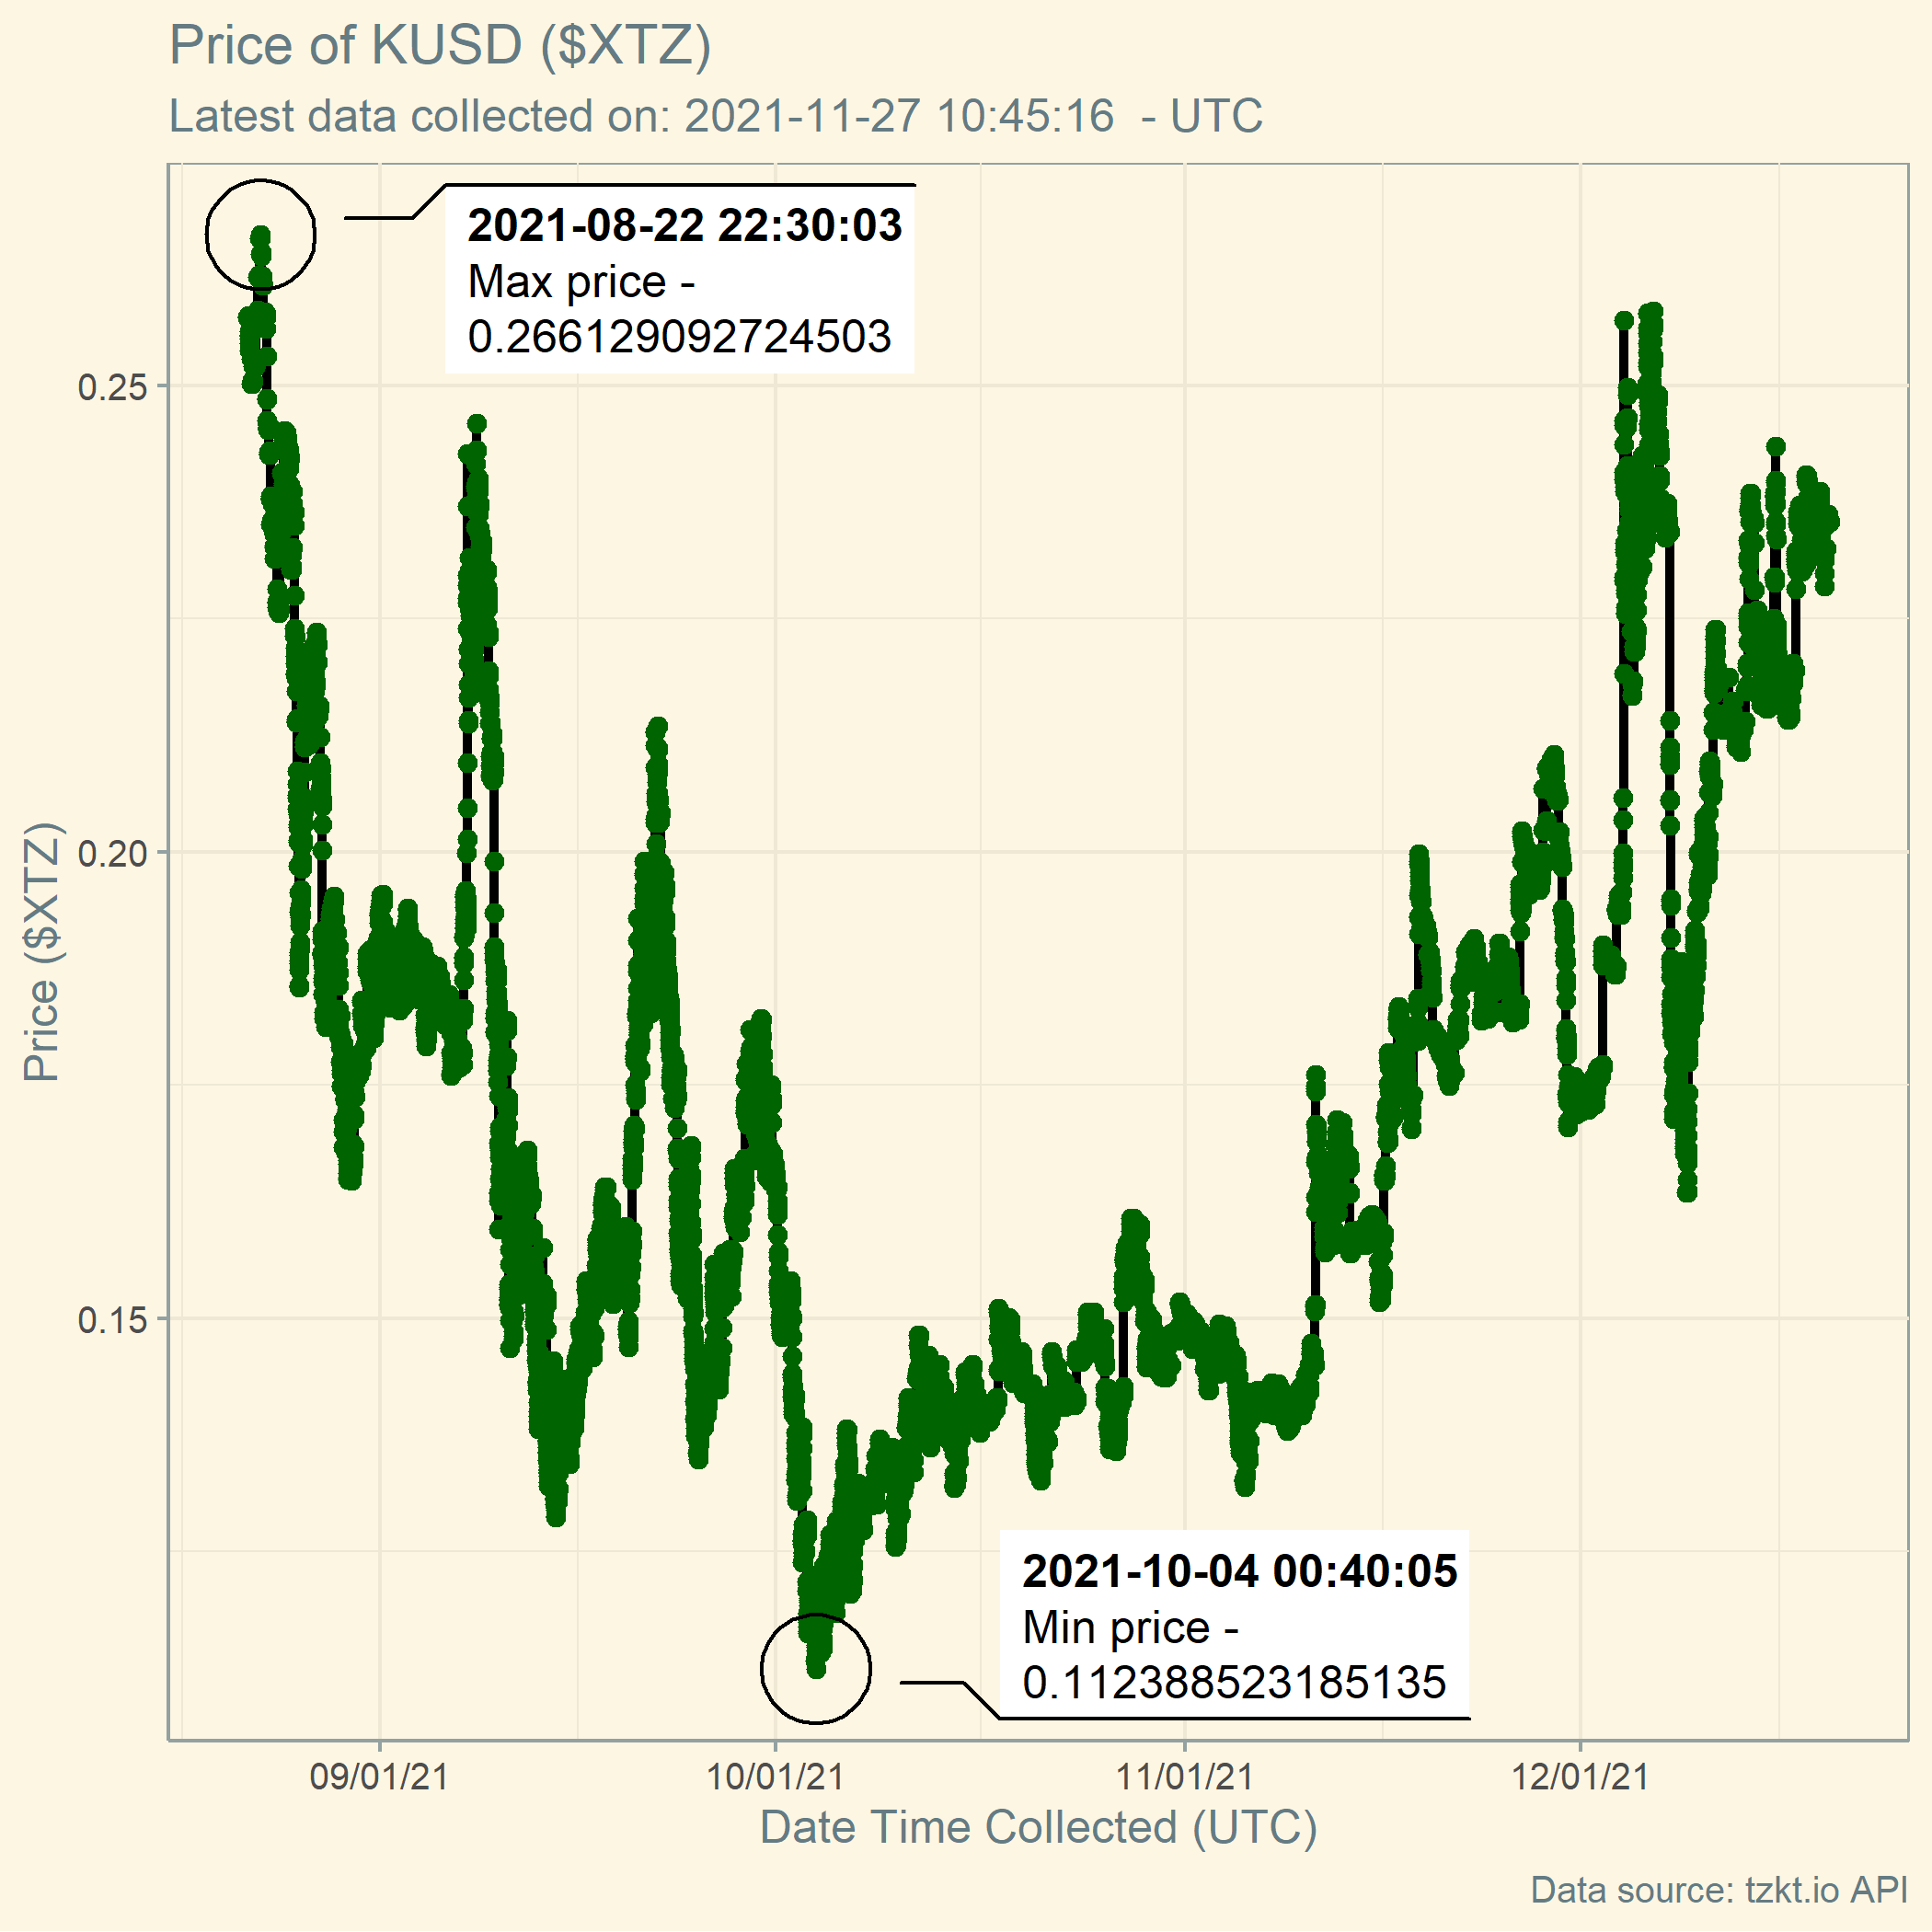 Price of KUSD ($XTZ)
Latest data collected on: 2021-11-27 10:45:16  - UTC
2021-08-22 22:30:03
Max price -
0.266129092724503
0.25
0.20
0.15
Price ($XTZ)
2021-10-04 00:40:05
Min price -
0.112388523185135
09/01/21
10/01/21
11/01/21
12/01/21
Date Time Collected (UTC)
Data source: tzkt.io API